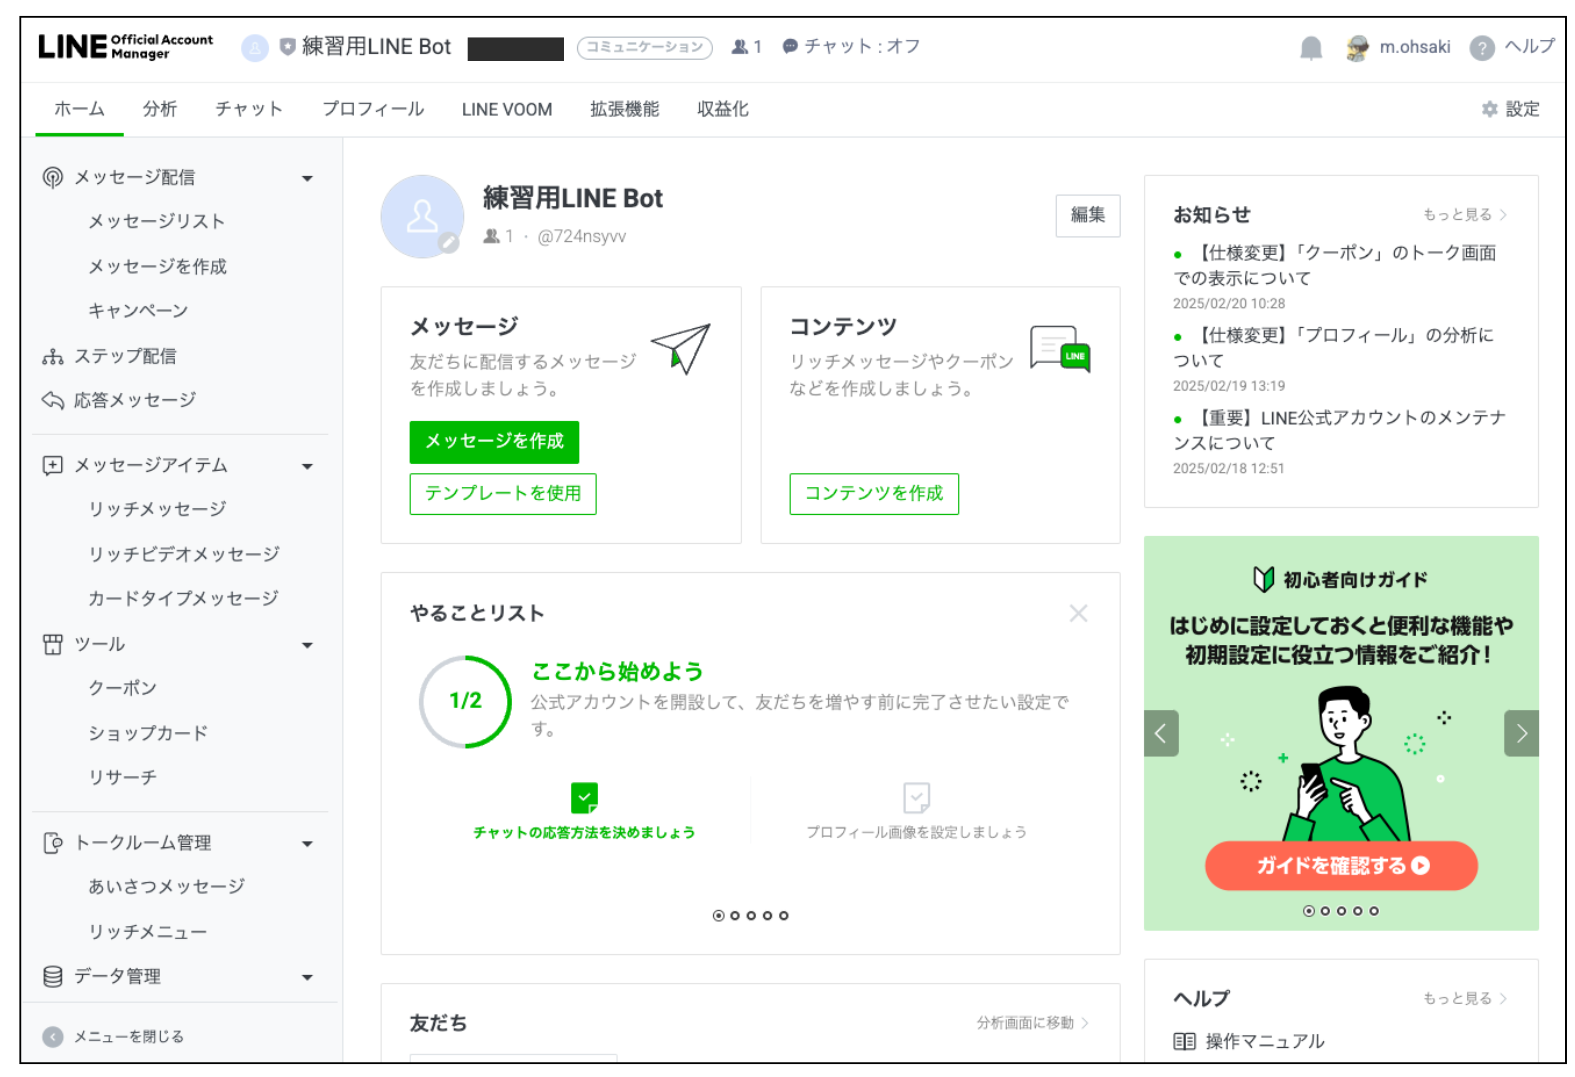 LINE Official Account Manager
練習用LINE Bot
コミュニケーション
1
チャット : オフ
m.ohsaki
? ヘルプ
ホーム 分析 チャット プロフィール LINE VOOM 拡張機能 収益化 設定
メッセージ配信
メッセージリスト
メッセージを作成
キャンペーン
ステップ配信
応答メッセージ
メッセージアイテム
リッチメッセージ
リッチビデオメッセージ
カードタイプメッセージ
ツール
クーポン
ショップカード
リサーチ
トークルーム管理
あいさつメッセージ
リッチメニュー
データ管理
メニューを閉じる
練習用LINE Bot
1 · @724nsyvv
編集
メッセージ
友だちに配信するメッセージ
を作成しましょう。
メッセージを作成
テンプレートを使用
コンテンツ
リッチメッセージやクーポン
などを作成しましょう。
LINE
コンテンツを作成
やることリスト
1/2
ここから始めよう
公式アカウントを開設して、友だちを増やす前に完了させたい設定で
す。
チャットの応答方法を決めましょう
プロフィール画像を設定しましょう
友だち
分析画面に移動
お知らせ
もっと見る
• 【仕様変更】「クーポン」のトーク画面
での表示について
2025/02/20 10:28
• 【仕様変更】「プロフィール」の分析に
ついて
2025/02/19 13:19
• 【重要】LINE公式アカウントのメンテナ
ンスについて
2025/02/18 12:51
初心者向けガイド
はじめに設定しておくと便利な機能や
初期設定に役立つ情報をご紹介！
ガイドを確認する
ヘルプ
もっと見る
操作マニュアル